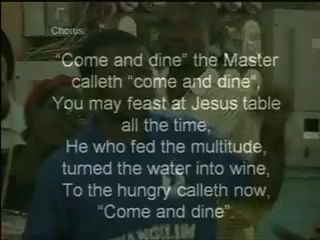 Chorus:
“Come and dine” the Master
calleth “come and dine“,
You may feast at Jesus table
all the time,
He who fed the multitude,
turned the water into wine,
To the hungry calleth now,
“Come and dine”.